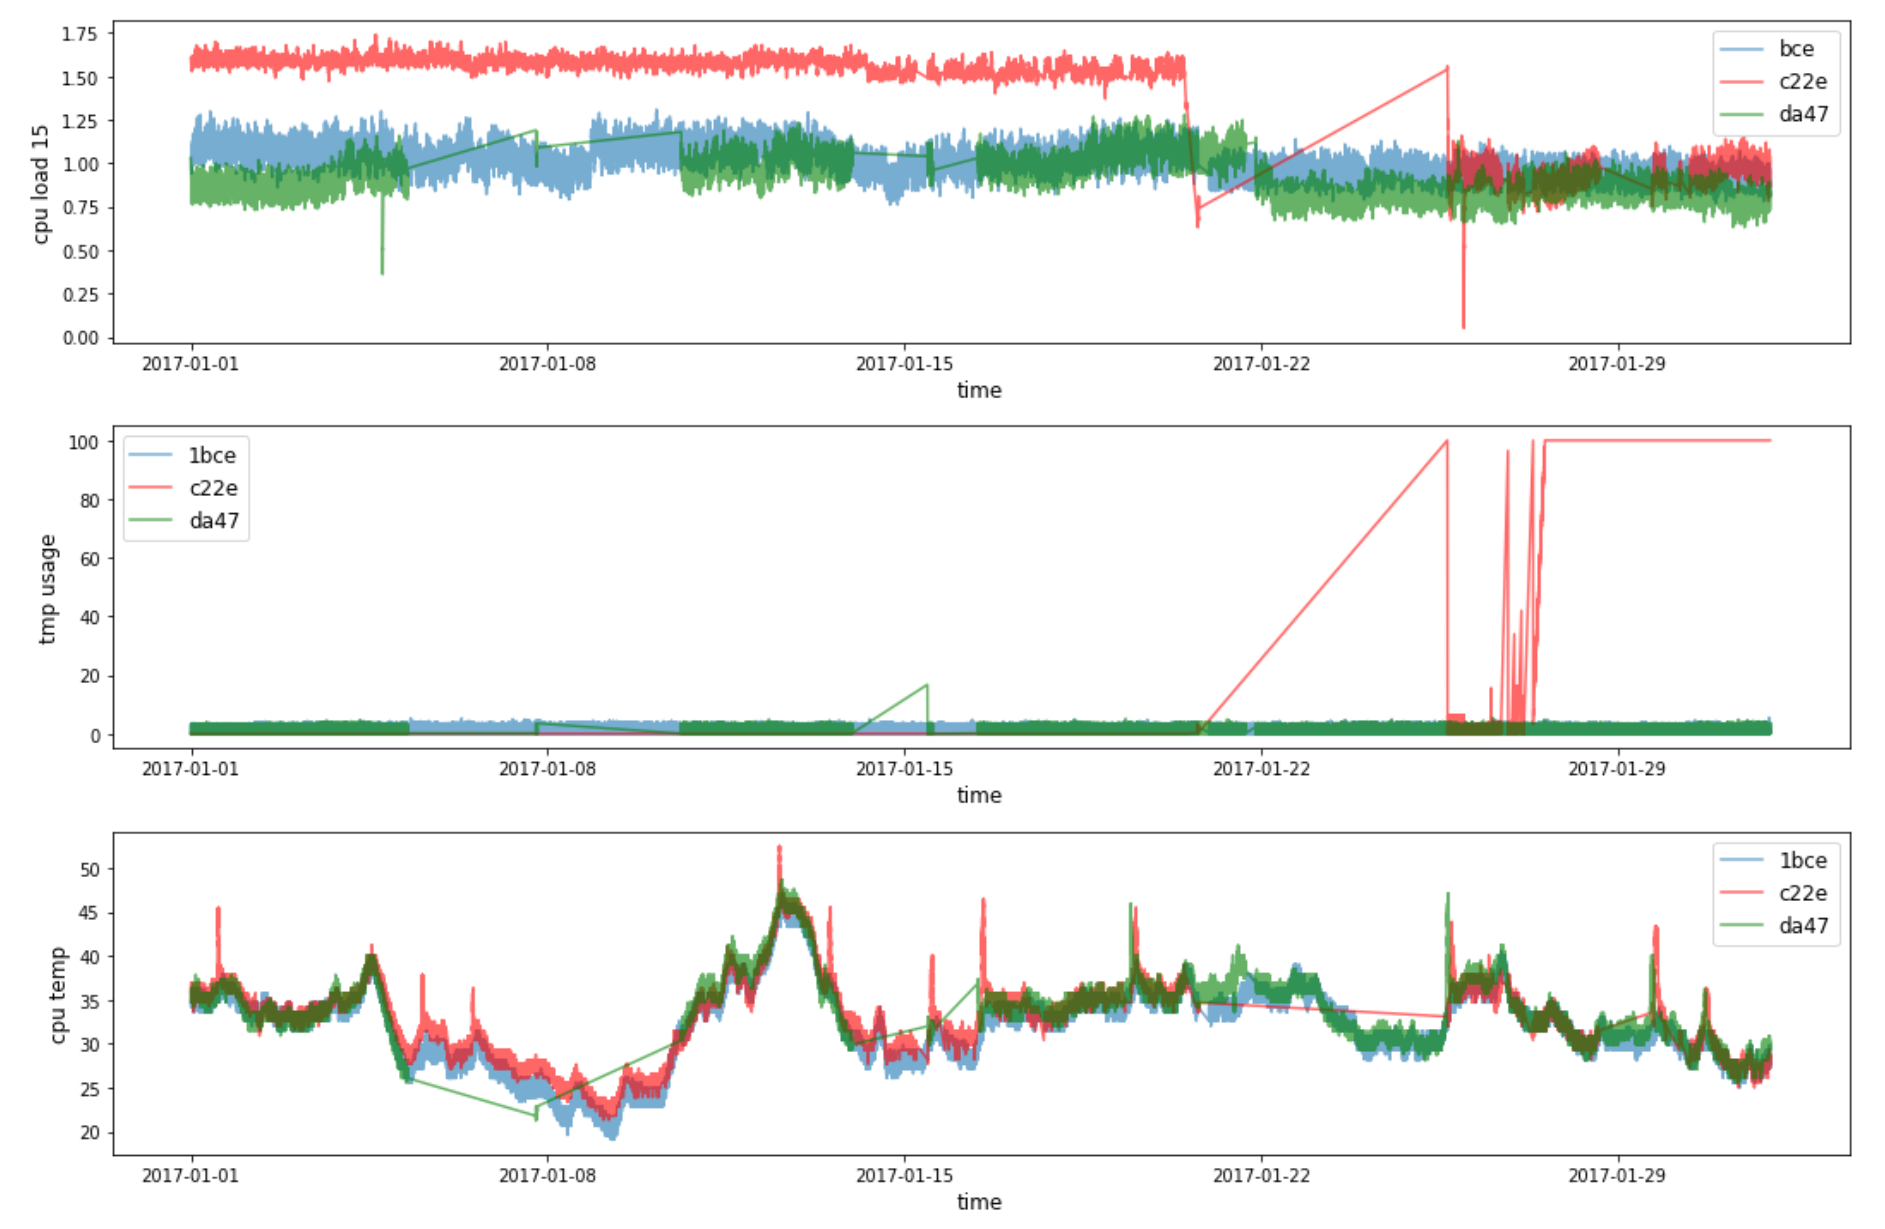 cpu load 15
1.75
1.50
1.25
1.00
0.75
0.50
0.25
0.00
bce
c22e
da47
2017-01-01 2017-01-08 2017-01-15 2017-01-22 2017-01-29
time
tmp usage
100
80
60
40
20
0
1bce
c22e
da47
2017-01-01 2017-01-08 2017-01-15 2017-01-22 2017-01-29
time
cpu temp
50
45
40
35
30
25
20
1bce
c22e
da47
2017-01-01 2017-01-08 2017-01-15 2017-01-22 2017-01-29
time